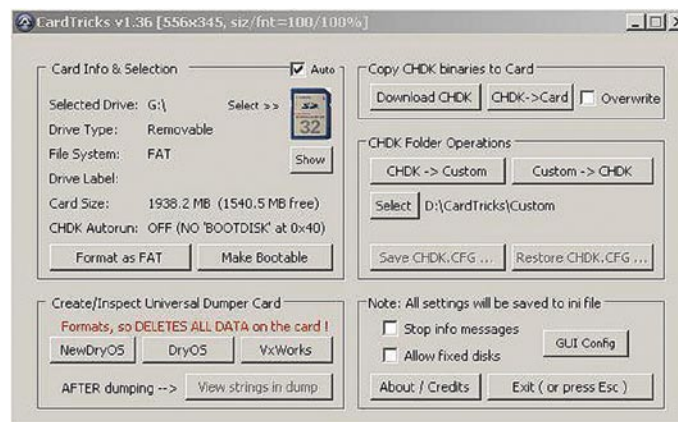 CardTricks v1.36 [556x345, siz/fnt=100/100%]
Card Info & Selection
Auto
Selected Drive: G:\ Select >>
Drive Type: Removable
File System: FAT
Drive Label:
Card Size: 1938.2 MB (1540.5 MB free)
CHDK Autorun: OFF (NO 'BOOTDISK' at 0x40)
32
Show
Format as FAT
Make Bootable
Copy CHDK binaries to Card
Download CHDK
CHDK->Card
Overwrite
CHDK Folder Operations
CHDK -> Custom
Custom -> CHDK
Select D:\CardTricks\Custom
Save CHDK.CFG ...
Restore CHDK.CFG ...
Create/Inspect Universal Dumper Card
Formats, so DELETES ALL DATA on the card !
NewDryOS
DryOS
VxWorks
AFTER dumping --> View strings in dump
Note: All settings will be saved to ini file
Stop info messages
Allow fixed disks
GUI Config
About / Credits
Exit ( or press Esc )